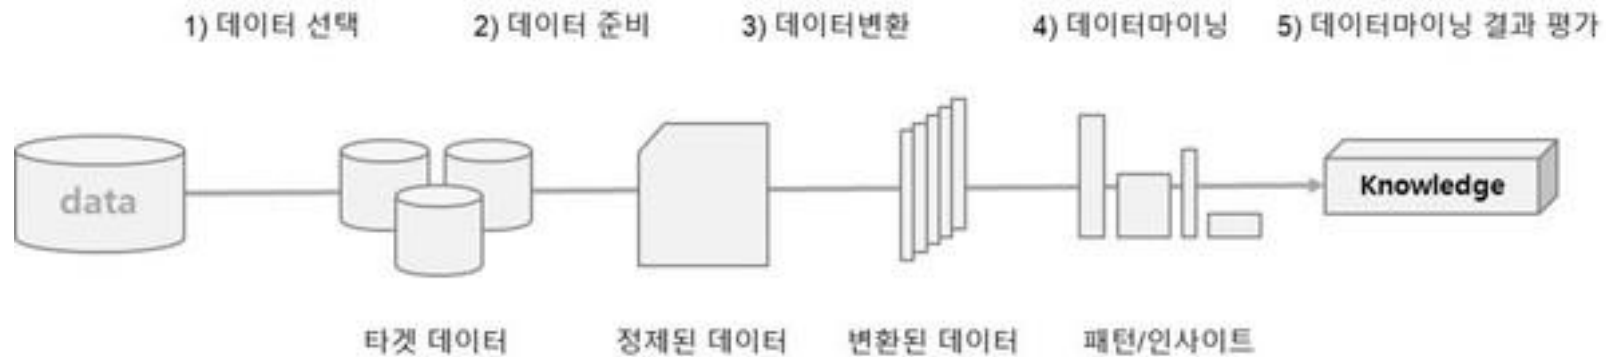 1) 데이터 선택
2) 데이터 준비
3) 데이터변환
4) 데이터마이닝
5) 데이터마이닝 결과 평가
data
Knowledge
타겟 데이터
정제된 데이터
변환된 데이터
패턴/인사이트